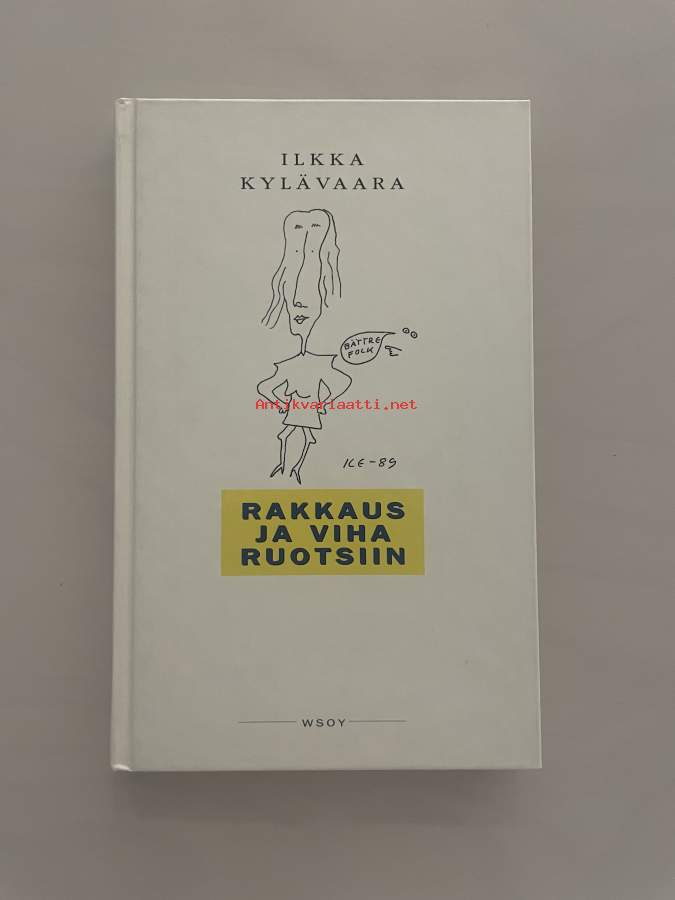 ILKKA
KYLÄVAARA
BÄTTRE
FOLK
Antikvariaatti.net
ICE-89
RAKKAUS
JA VIHA
RUOTSIIN
WSOY